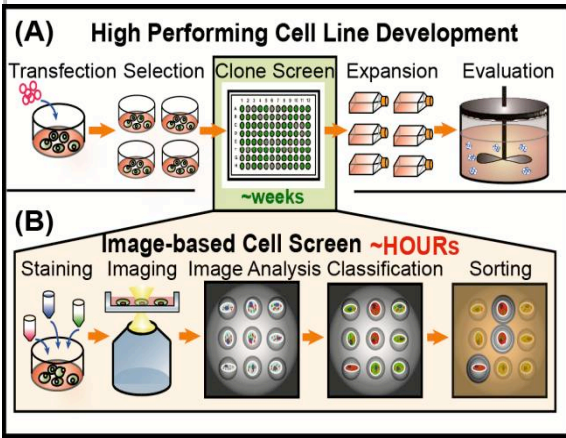 (A) High Performing Cell Line Development
Transfection Selection Clone Screen Expansion Evaluation
~weeks
(B)
Image-based Cell Screen ~HOURs
Staining Imaging Image Analysis Classification Sorting